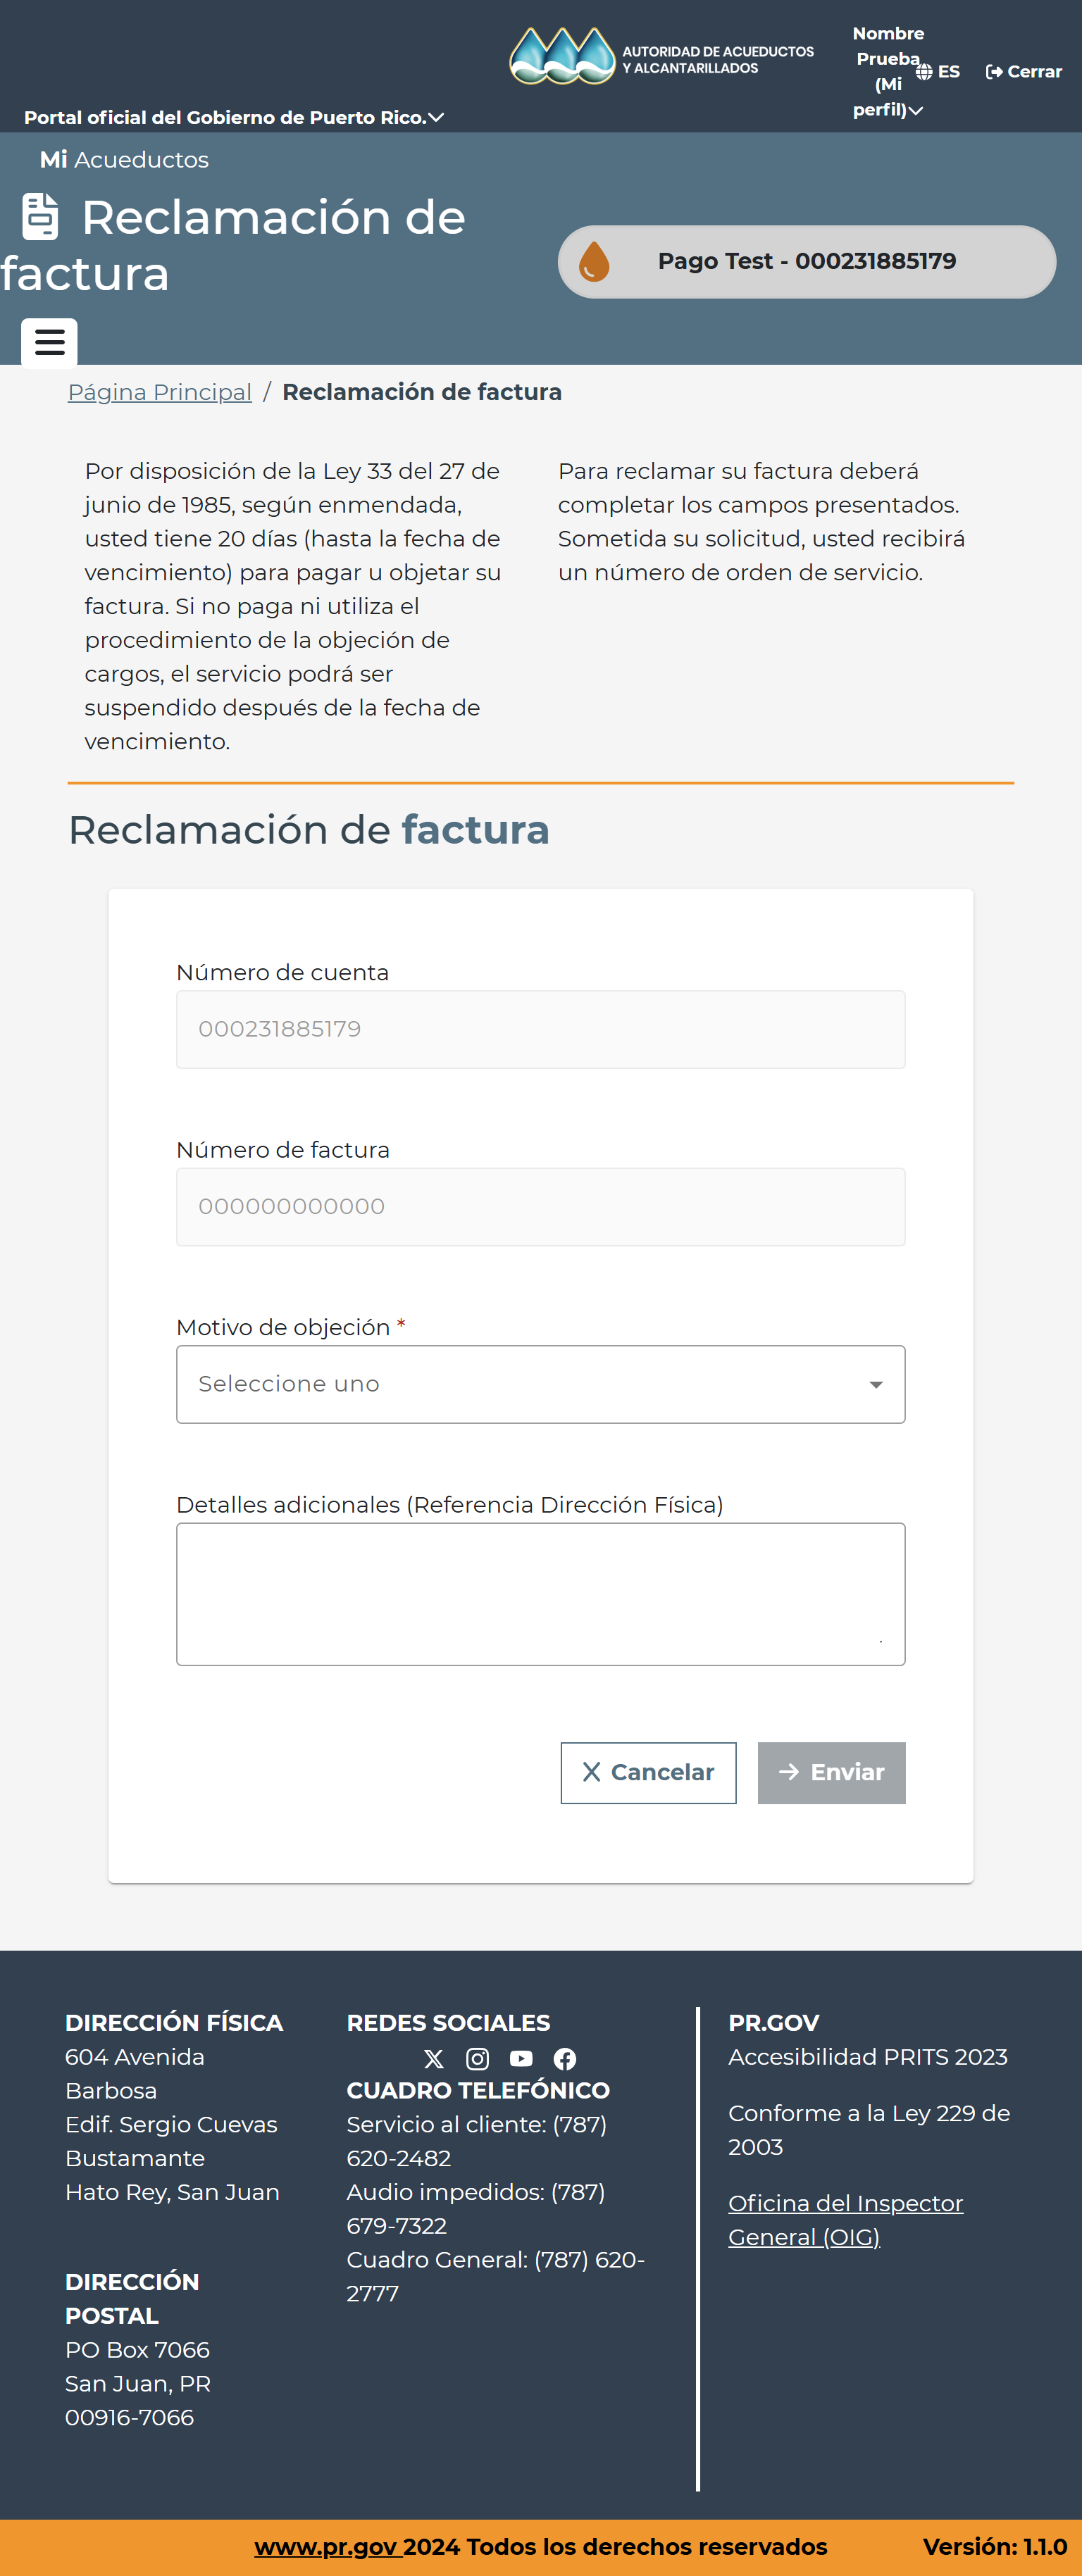 AUTORIDAD DE ACUEDUCTOS
Y ALCANTARILLADOS
Nombre
Prueba
(Mi
perfil)
ES
Cerrar
Portal oficial del Gobierno de Puerto Rico.
Mi Acueductos
Reclamación de
factura
Pago Test - 000231885179
Página Principal / Reclamación de factura
Por disposición de la Ley 33 del 27 de
junio de 1985, según enmendada,
usted tiene 20 días (hasta la fecha de
vencimiento) para pagar u objetar su
factura. Si no paga ni utiliza el
procedimiento de la objeción de
cargos, el servicio podrá ser
suspendido después de la fecha de
vencimiento.
Para reclamar su factura deberá
completar los campos presentados.
Sometida su solicitud, usted recibirá
un número de orden de servicio.
Reclamación de factura
Número de cuenta
000231885179
Número de factura
000000000000
Motivo de objeción *
Seleccione uno
Detalles adicionales (Referencia Dirección Física)
Cancelar
Enviar
DIRECCIÓN FÍSICA
604 Avenida
Barbosa
Edif. Sergio Cuevas
Bustamante
Hato Rey, San Juan
DIRECCIÓN
POSTAL
PO Box 7066
San Juan, PR
00916-7066
REDES SOCIALES
CUADRO TELEFÓNICO
Servicio al cliente: (787)
620-2482
Audio impedidos: (787)
679-7322
Cuadro General: (787) 620-
2777
PR.GOV
Accesibilidad PRITS 2023
Conforme a la Ley 229 de
2003
Oficina del Inspector
General (OIG)
www.pr.gov 2024 Todos los derechos reservados
Versión: 1.1.0